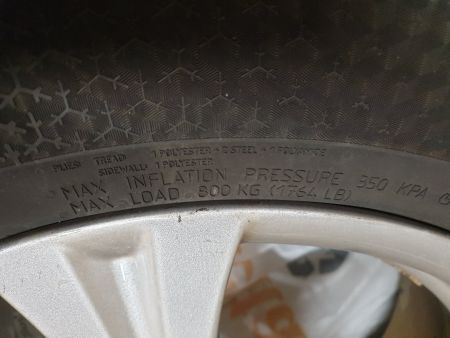 PLIES: TREAD 1 POLYESTER + 2 STEEL + 1 POLYAMIDE
SIDEWALL: 1 POLYESTER
MAX. INFLATION PRESSURE 350 KPA
MAX. LOAD 800 KG (1764 LB)